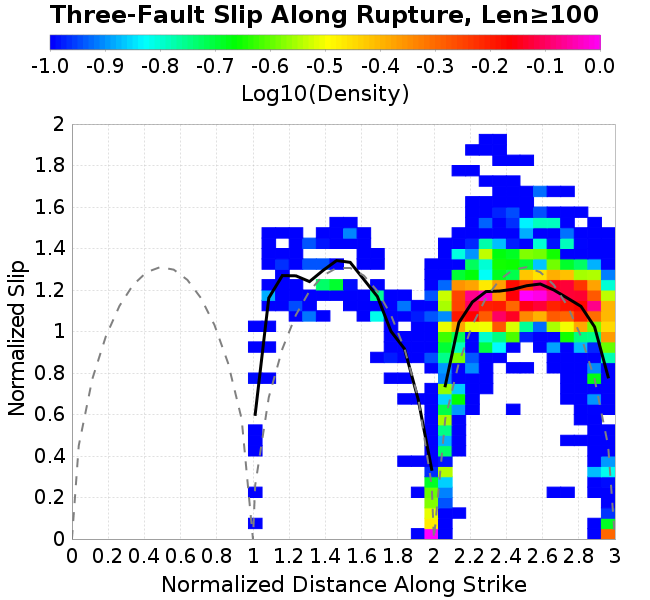 Three-Fault Slip Along Rupture, Len≥100
-1.0 -0.9 -0.8 -0.7 -0.6 -0.5 -0.4 -0.3 -0.2 -0.1 0.0
Log10(Density)
2
1.8
1.6
1.4
1.2
1
0.8
0.6
0.4
0.2
0
Normalized Slip
0 0.2 0.4 0.6 0.8 1 1.2 1.4 1.6 1.8 2 2.2 2.4 2.6 2.8 3
Normalized Distance Along Strike